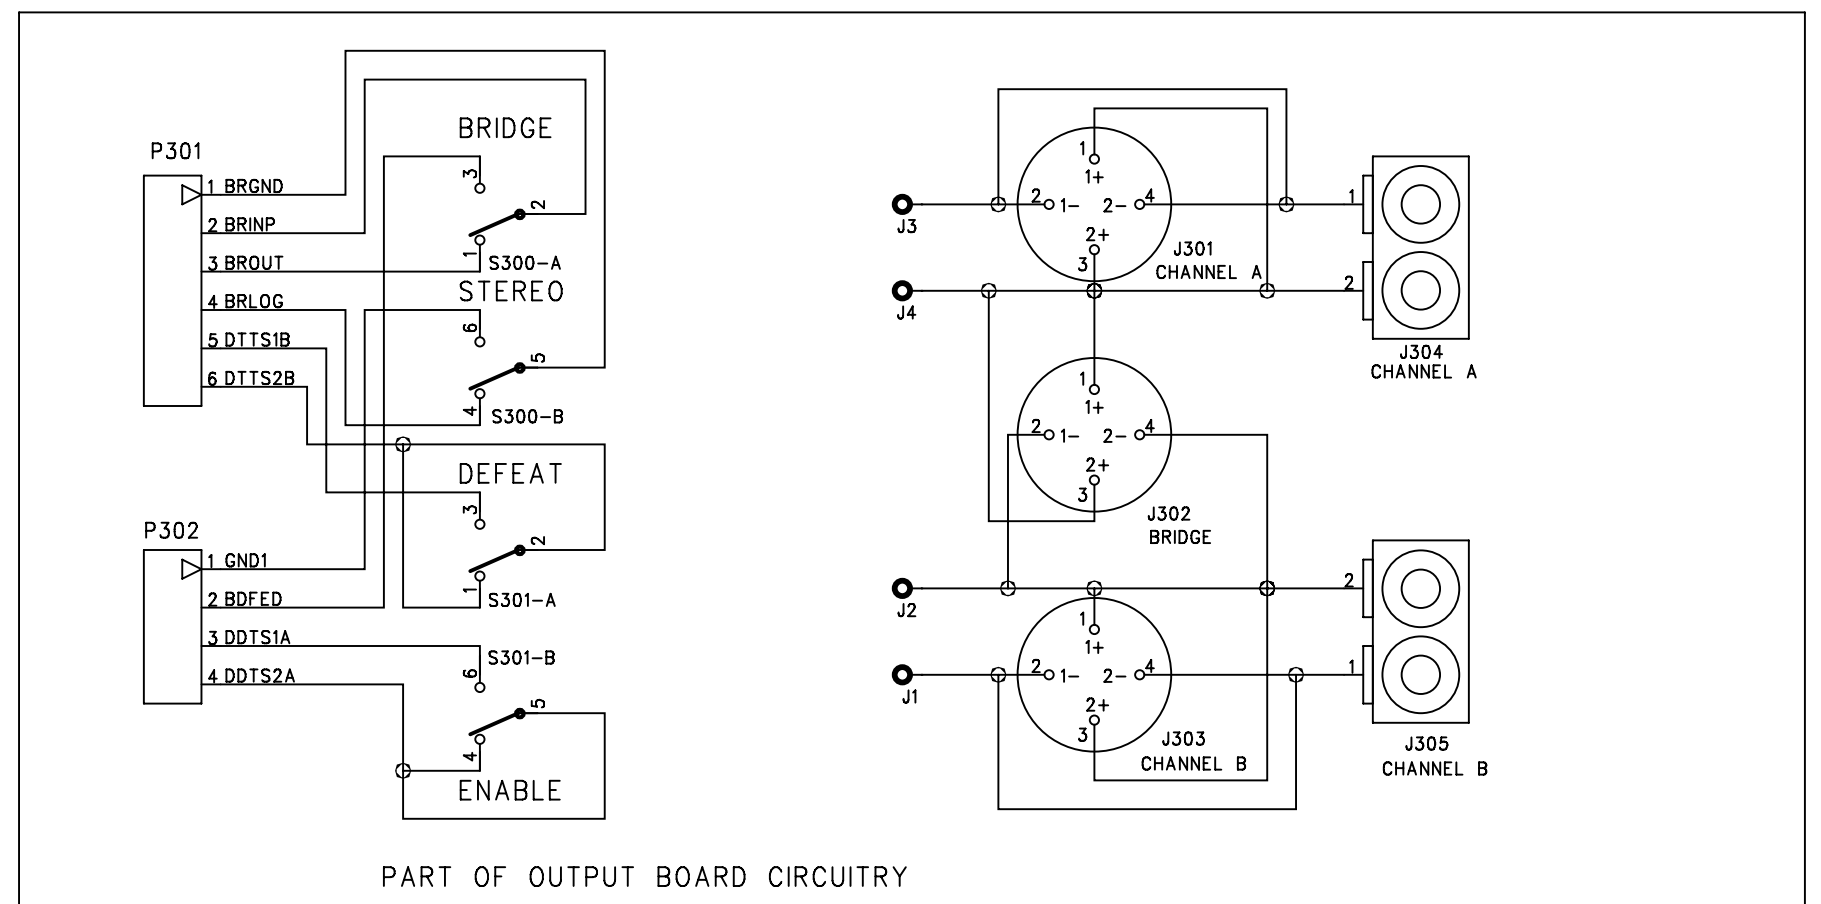 P301
1 BRGND
2 BRINP
3 BROUT
4 BRLOG
5 DTTS1B
6 DTTS2B
BRIDGE
3
2
1
S300-A
STEREO
6
5
4
S300-B
DEFEAT
3
2
1
S301-A
P302
1 GND1
2 BDFED
3 DDTS1A
4 DDTS2A
S301-B
6
5
4
ENABLE
J3
J4
1
1+
2 1- 2- 4
2+
3
J301
CHANNEL A
1
2
J304
CHANNEL A
1
1+
2 1- 2- 4
2+
3
J302
BRIDGE
J2
J1
1
1+
2 1- 2- 4
2+
3
J303
CHANNEL B
2
1
J305
CHANNEL B
PART OF OUTPUT BOARD CIRCUITRY